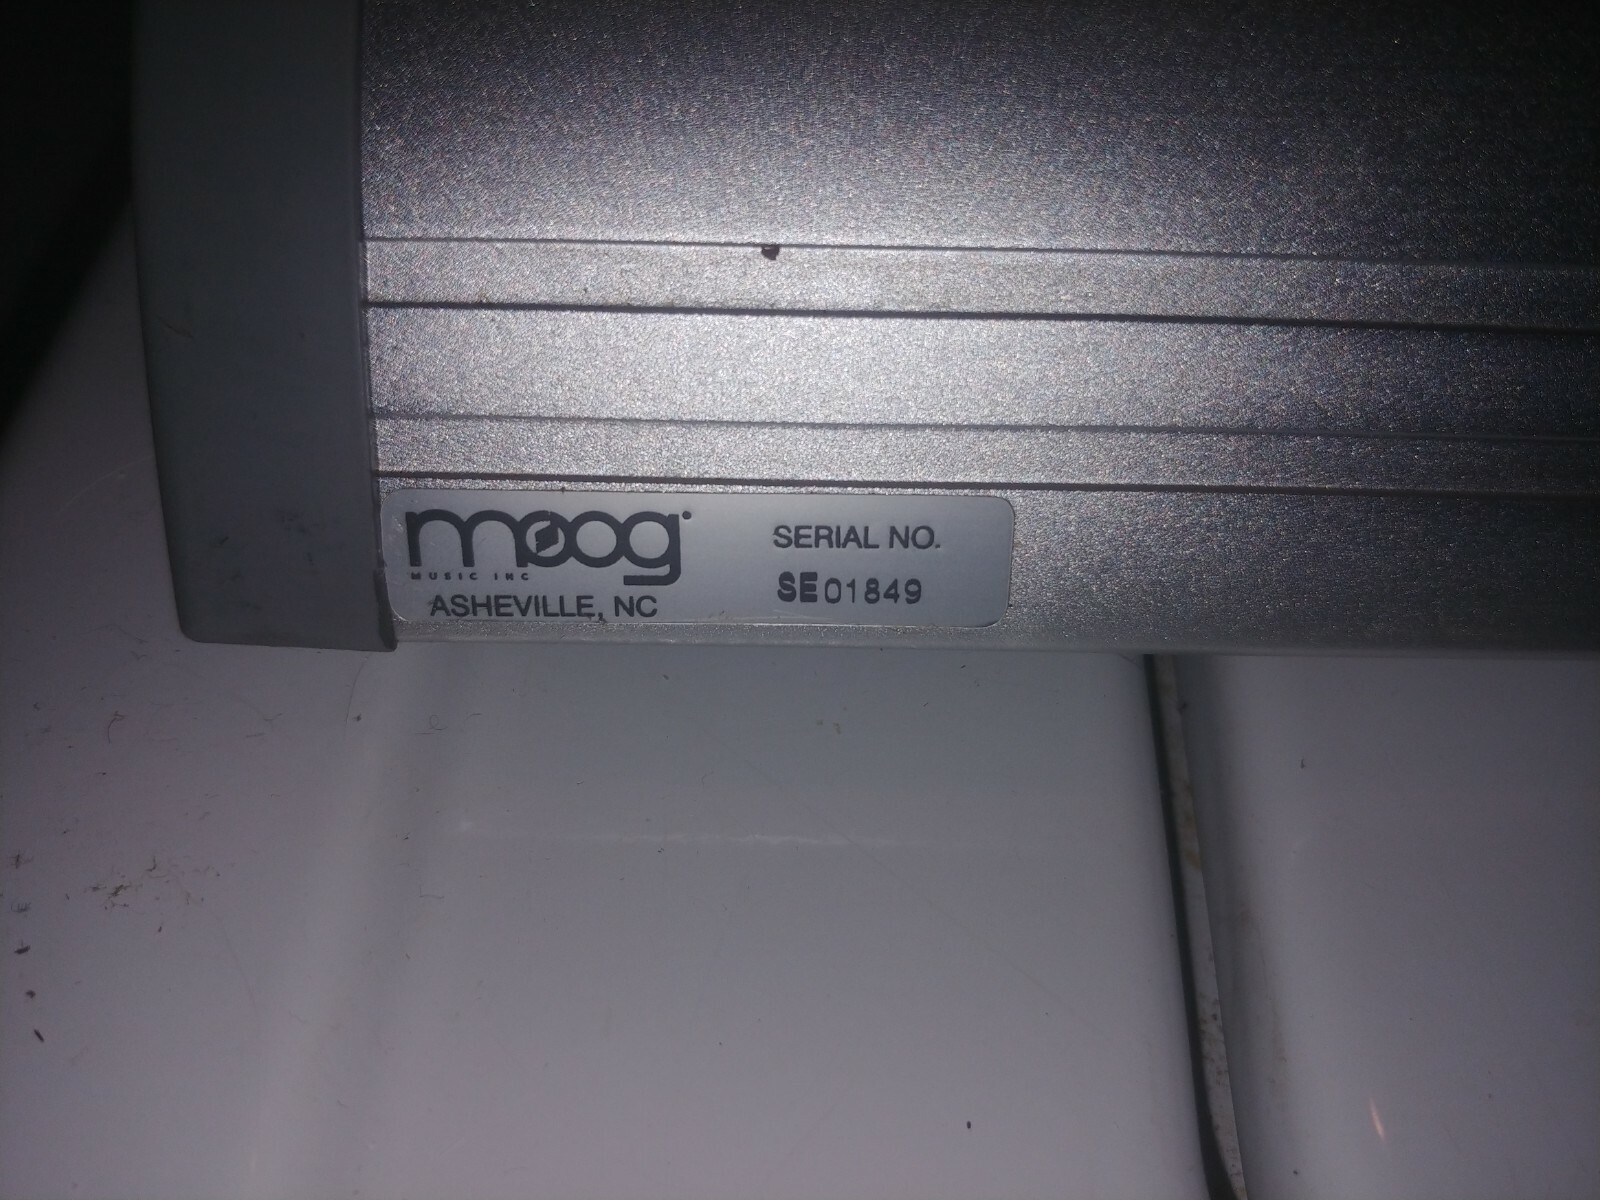 moog
MUSIC INC
ASHEVILLE, NC
SERIAL NO.
SE01849